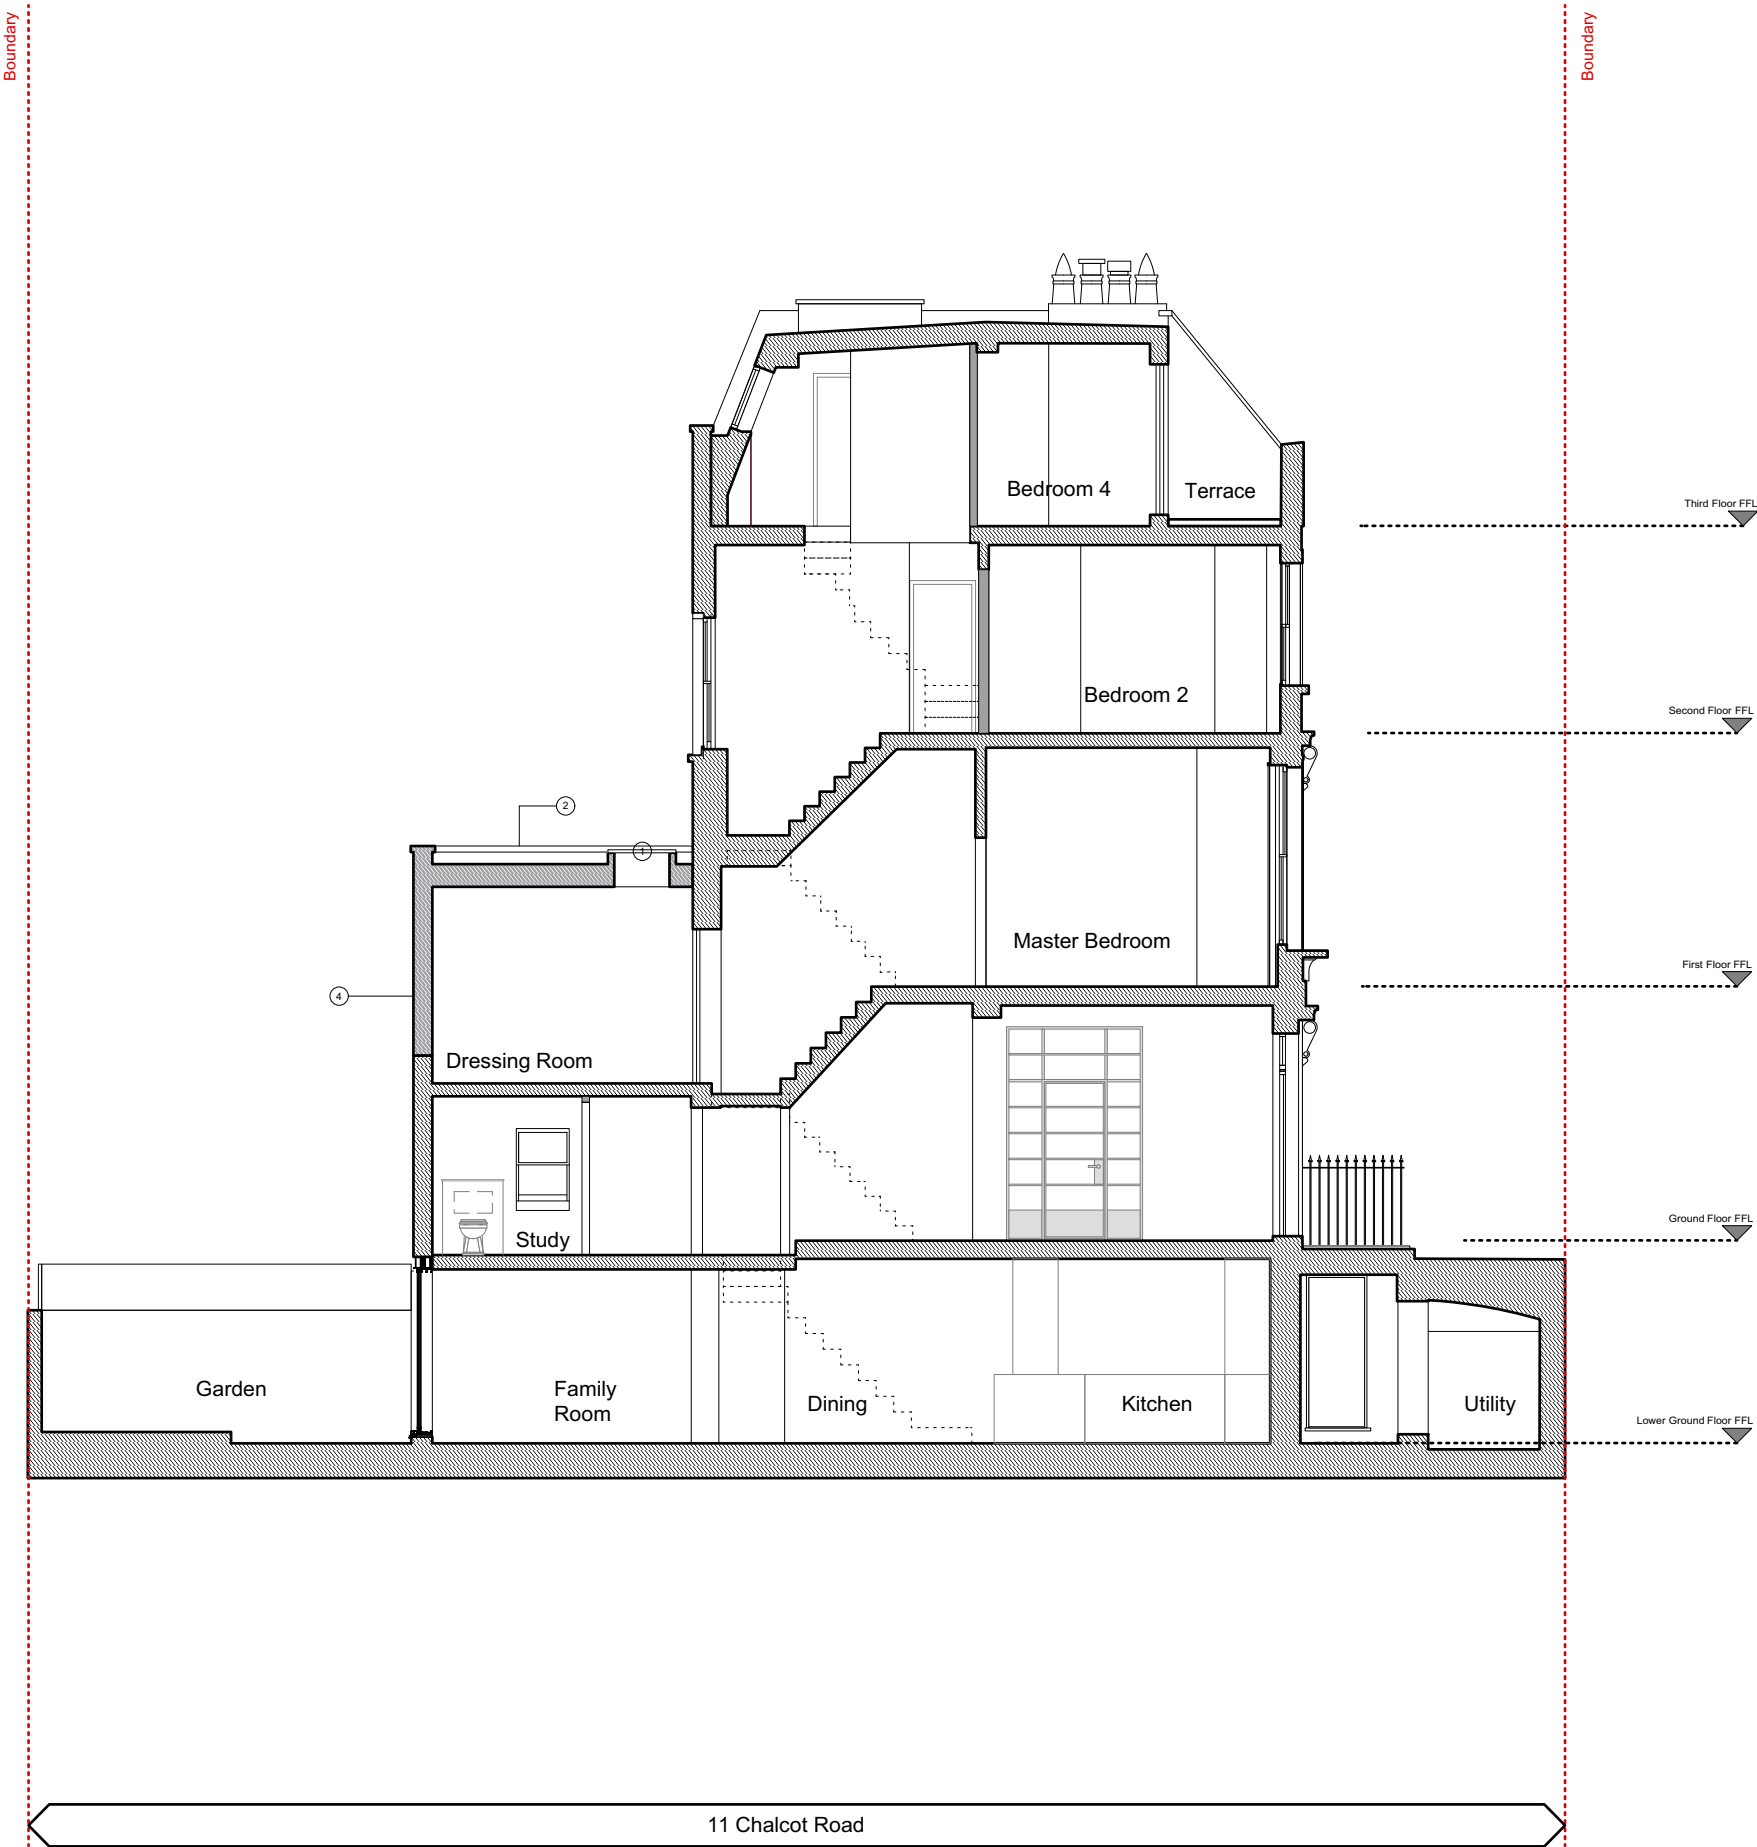 Boundary
Boundary
Bedroom 4
Terrace
Third Floor FFL
Bedroom 2
Second Floor FFL
2
1
Master Bedroom
First Floor FFL
4
Dressing Room
Ground Floor FFL
Study
Garden
Family
Room
Dining
Kitchen
Utility
Lower Ground Floor FFL
11 Chalcot Road